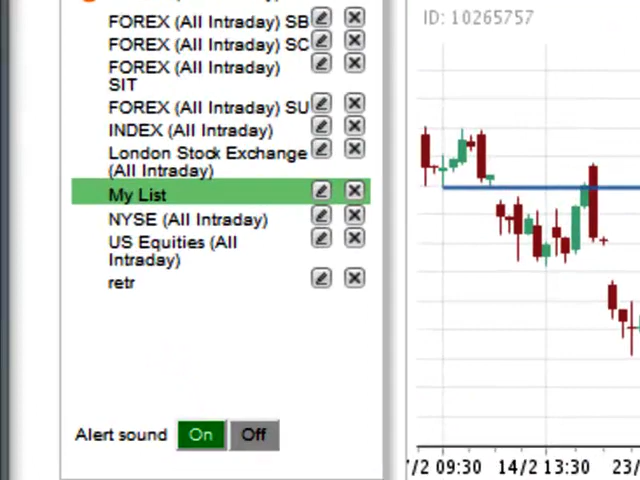 ID: 10265757
FOREX (All Intraday) SB
FOREX (All Intraday) SC
FOREX (All Intraday)
SIT
FOREX (All Intraday) SU
INDEX (All Intraday)
London Stock Exchange
(All Intraday)
My List
NYSE (All Intraday)
US Equities (All
Intraday)
retr
Alert sound On Off
/2 09:30 14/2 13:30 23/